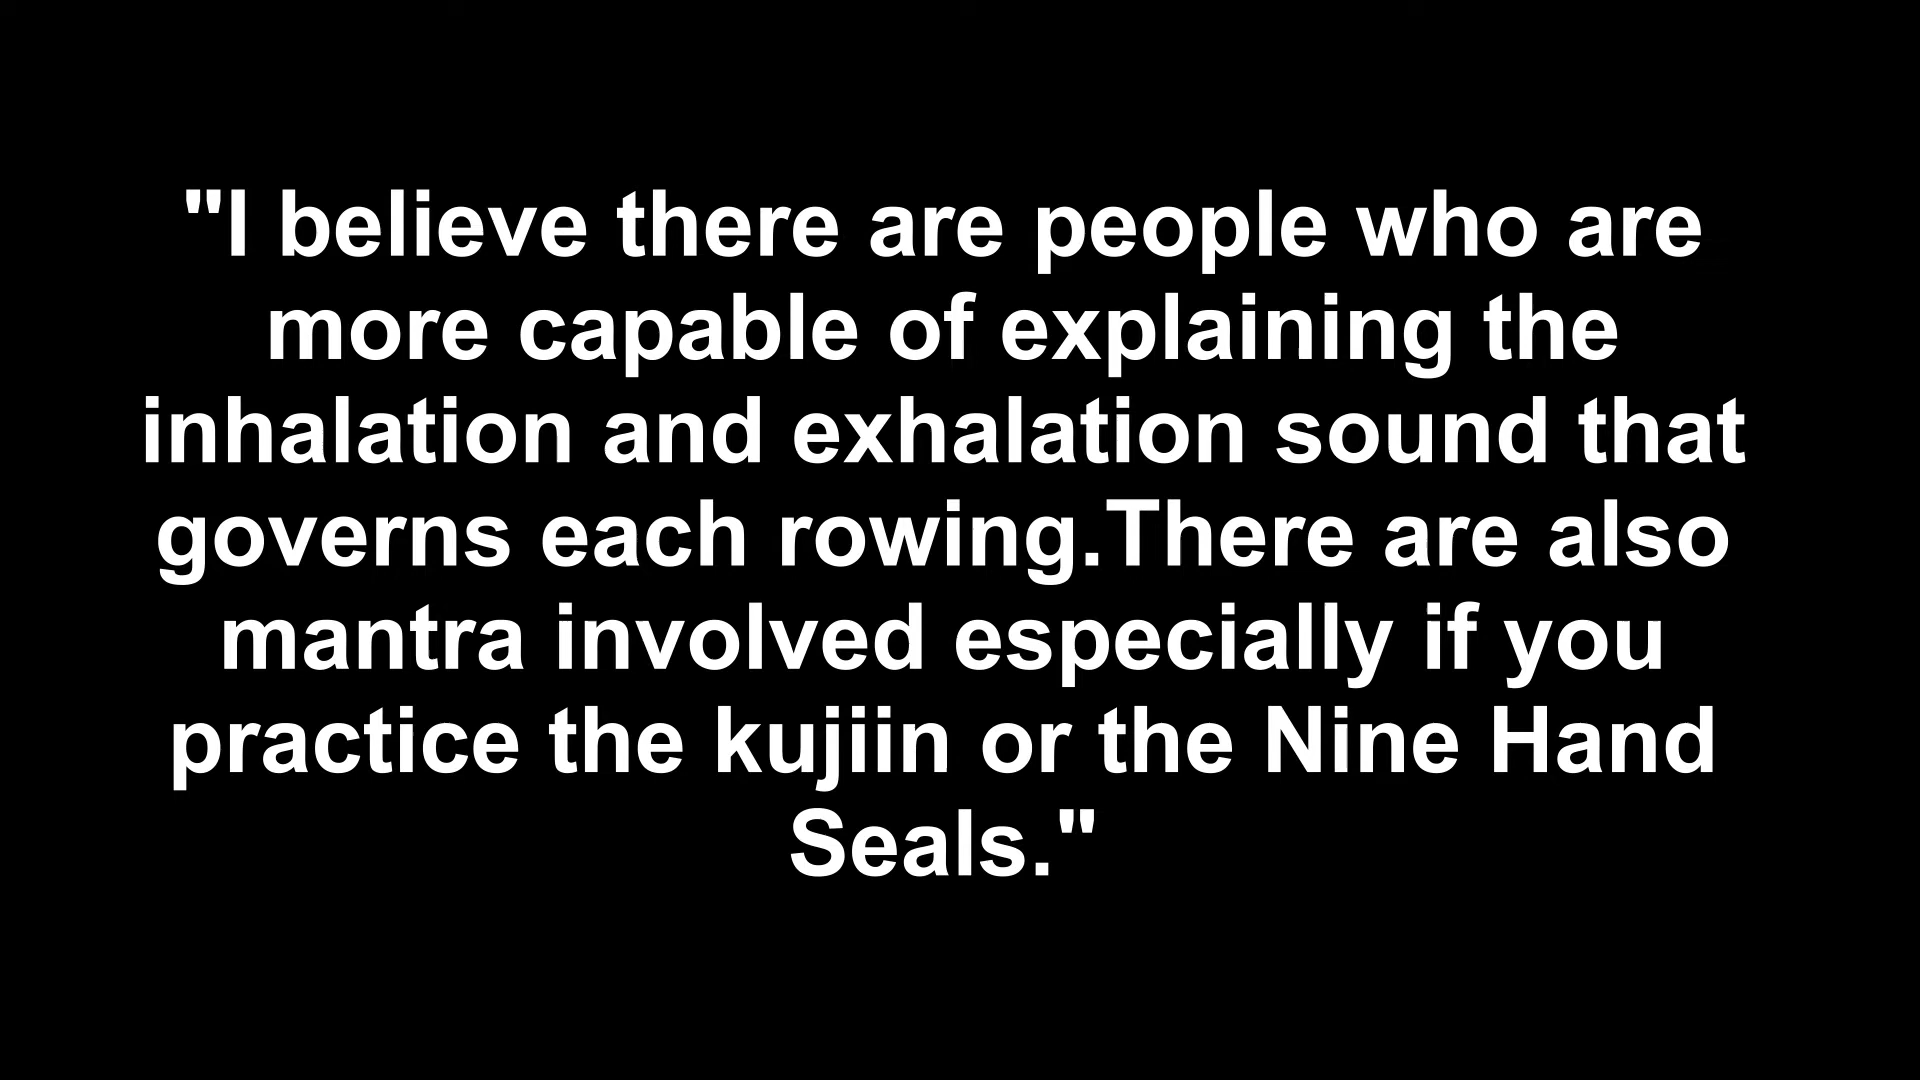 "I believe there are people who are
more capable of explaining the
inhalation and exhalation sound that
governs each rowing.There are also
mantra involved especially if you
practice the kujiin or the Nine Hand
Seals."